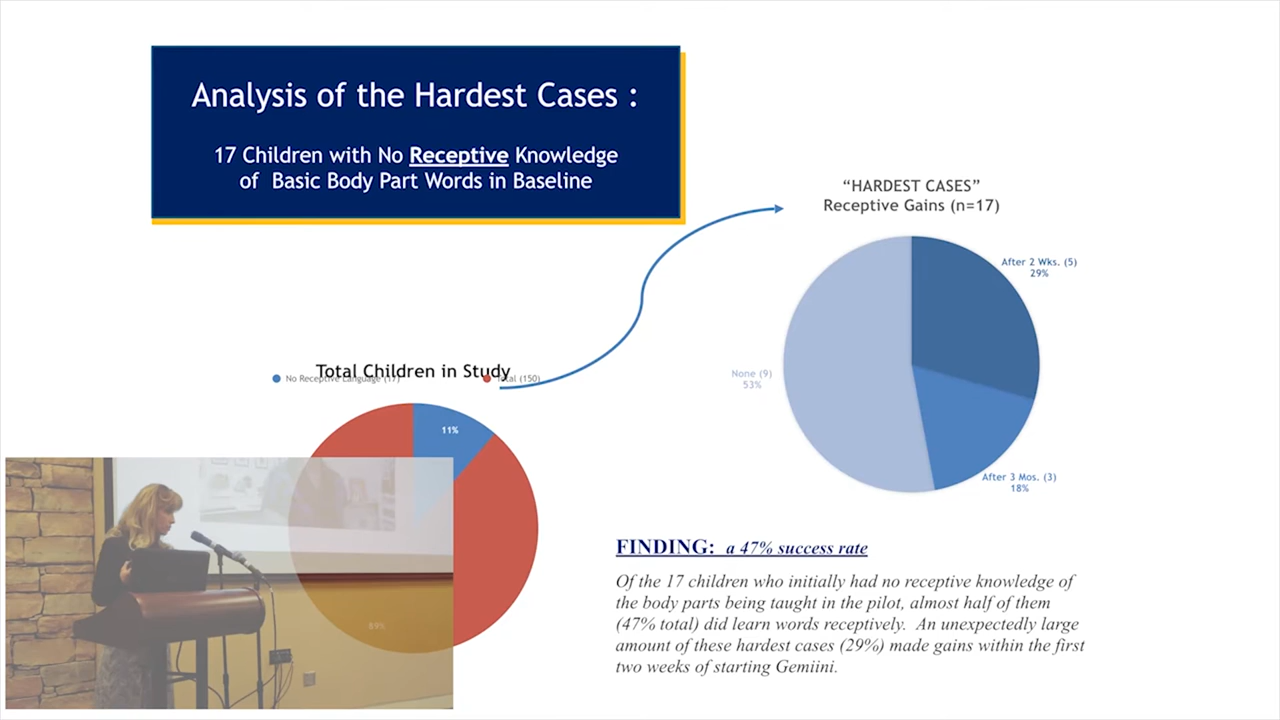 Analysis of the Hardest Cases :
17 Children with No Receptive Knowledge
of Basic Body Part Words in Baseline
"HARDEST CASES"
Receptive Gains (n=17)
After 2 Wks. (5)
29%
None (9)
53%
After 3 Mos. (3)
18%
Total Children in Study
No Receptive Language (17)
Total (150)
11%
89%
FINDING: a 47% success rate
Of the 17 children who initially had no receptive knowledge of
the body parts being taught in the pilot, almost half of them
(47% total) did learn words receptively. An unexpectedly large
amount of these hardest cases (29%) made gains within the first
two weeks of starting Gemiini.